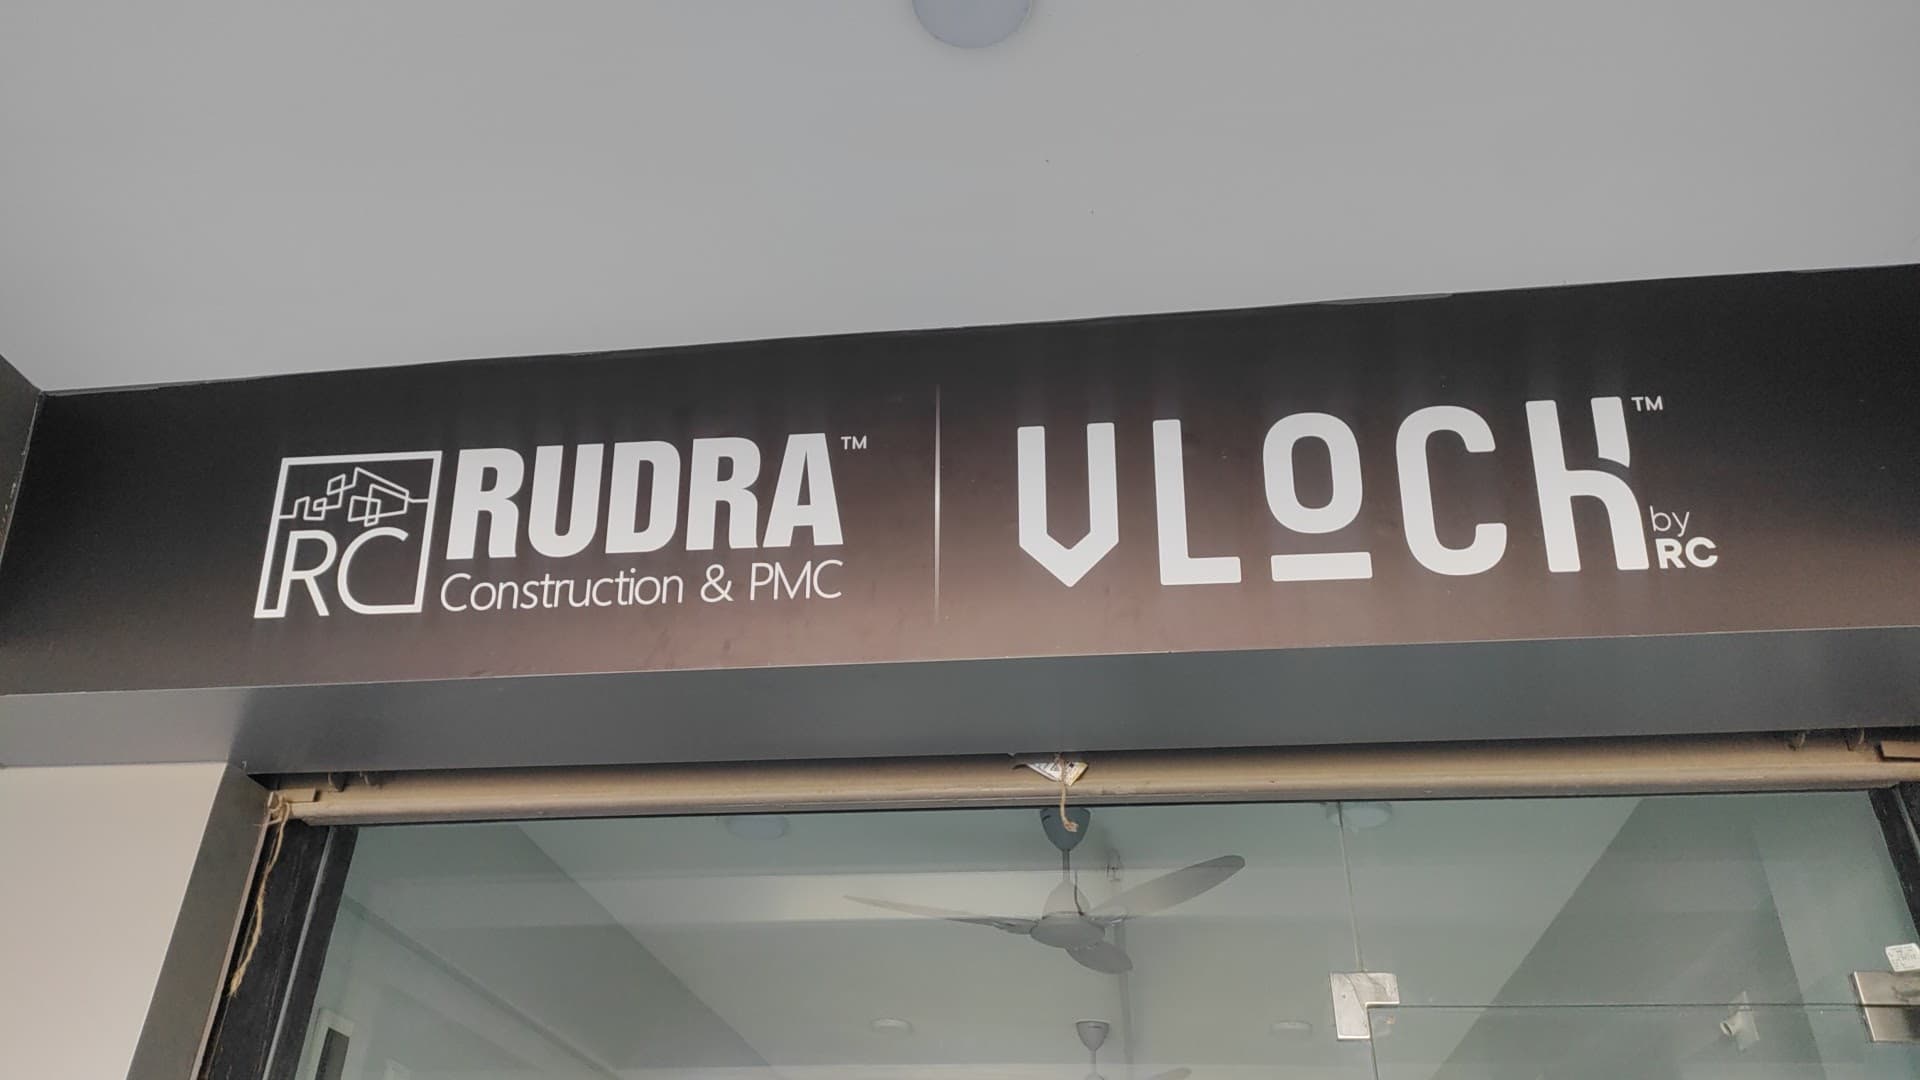 RC
RUDRA™
Construction & PMC
VLOCK™
by
RC